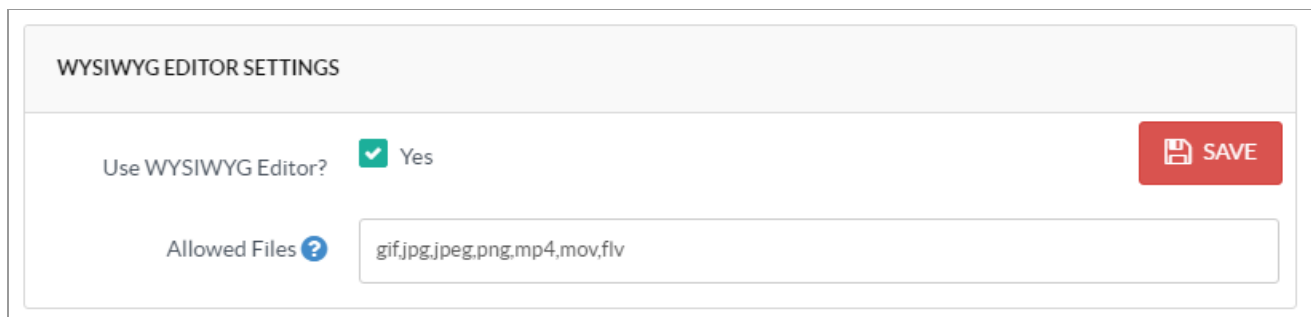 WYSIWYG EDITOR SETTINGS
Use WYSIWYG Editor? Yes
SAVE
Allowed Files ?
gif,jpg,jpeg,png,mp4,mov,flv